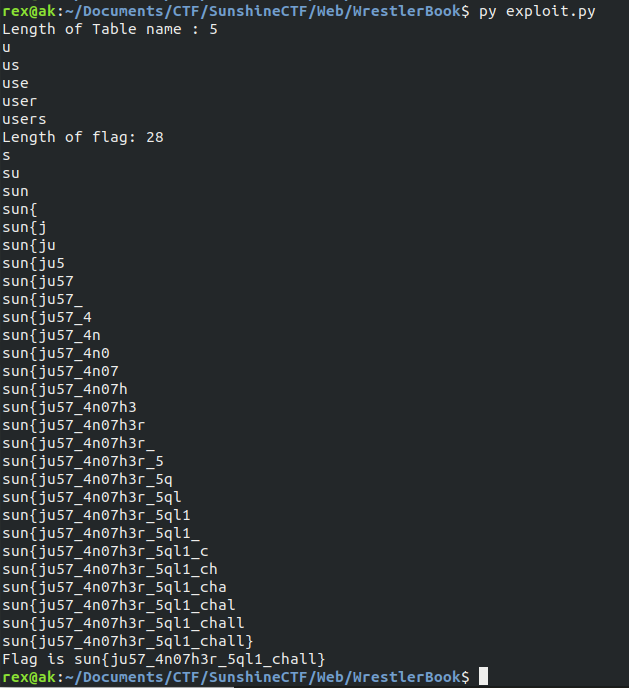 rex@ak:~/Documents/CTF/SunshineCTF/Web/WrestlerBook$ py exploit.py
Length of Table name : 5
u
us
use
user
users
Length of flag: 28
s
su
sun
sun{
sun{j
sun{ju
sun{ju5
sun{ju57
sun{ju57_
sun{ju57_4
sun{ju57_4n
sun{ju57_4n0
sun{ju57_4n07
sun{ju57_4n07h
sun{ju57_4n07h3
sun{ju57_4n07h3r
sun{ju57_4n07h3r_
sun{ju57_4n07h3r_5
sun{ju57_4n07h3r_5q
sun{ju57_4n07h3r_5ql
sun{ju57_4n07h3r_5ql1
sun{ju57_4n07h3r_5ql1_
sun{ju57_4n07h3r_5ql1_c
sun{ju57_4n07h3r_5ql1_ch
sun{ju57_4n07h3r_5ql1_cha
sun{ju57_4n07h3r_5ql1_chal
sun{ju57_4n07h3r_5ql1_chall
sun{ju57_4n07h3r_5ql1_chall}
Flag is sun{ju57_4n07h3r_5ql1_chall}
rex@ak:~/Documents/CTF/SunshineCTF/Web/WrestlerBook$